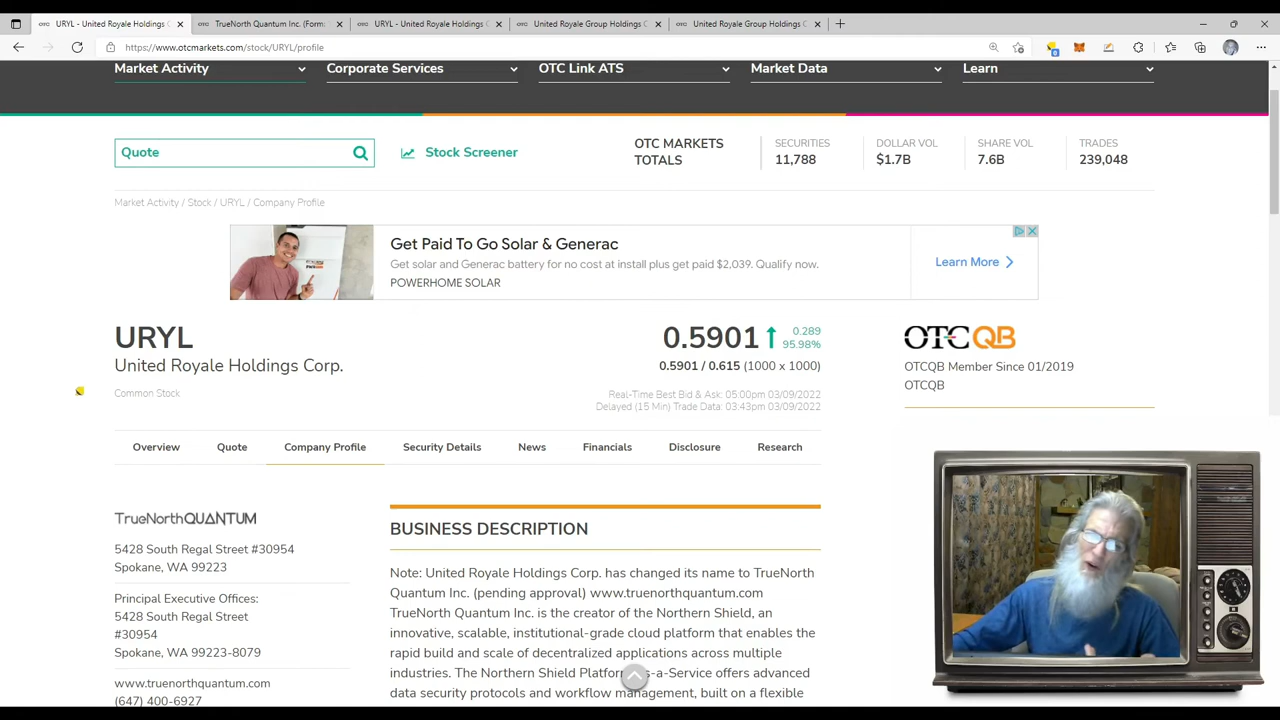 URYL - United Royale Holdings C
TrueNorth Quantum Inc. (Form
URYL - United Royale Holdings C
United Royale Group Holdings C
United Royale Group Holdings C
https://www.otcmarkets.com/stock/URYL/profile
Market Activity
Corporate Services
OTC Link ATS
Market Data
Learn
Quote
Stock Screener
OTC MARKETS
TOTALS
SECURITIES
11,788
DOLLAR VOL
$1.7B
SHARE VOL
7.6B
TRADES
239,048
Market Activity / Stock / URYL / Company Profile
Get Paid To Go Solar & Generac
Get solar and Generac battery for no cost at install plus get paid $2,039. Qualify now.
POWERHOME SOLAR
Learn More
URYL
United Royale Holdings Corp.
Common Stock
0.5901
0.289
95.98%
0.5901 / 0.615 (1000 x 1000)
Real-Time Best Bid & Ask: 05:00pm 03/09/2022
Delayed (15 Min) Trade Data: 03:43pm 03/09/2022
OTCQB
OTCQB Member Since 01/2019
OTCQB
Overview
Quote
Company Profile
Security Details
News
Financials
Disclosure
Research
TrueNorthQUANTUM
5428 South Regal Street #30954
Spokane, WA 99223
Principal Executive Offices:
5428 South Regal Street
#30954
Spokane, WA 99223-8079
www.truenorthquantum.com
(647) 400-6927
BUSINESS DESCRIPTION
Note: United Royale Holdings Corp. has changed its name to TrueNorth
Quantum Inc. (pending approval) www.truenorthquantum.com
TrueNorth Quantum Inc. is the creator of the Northern Shield, an
innovative, scalable, institutional-grade cloud platform that enables the
rapid build and scale of decentralized applications across multiple
industries. The Northern Shield Platform s-a-Service offers advanced
data security protocols and workflow management, built on a flexible